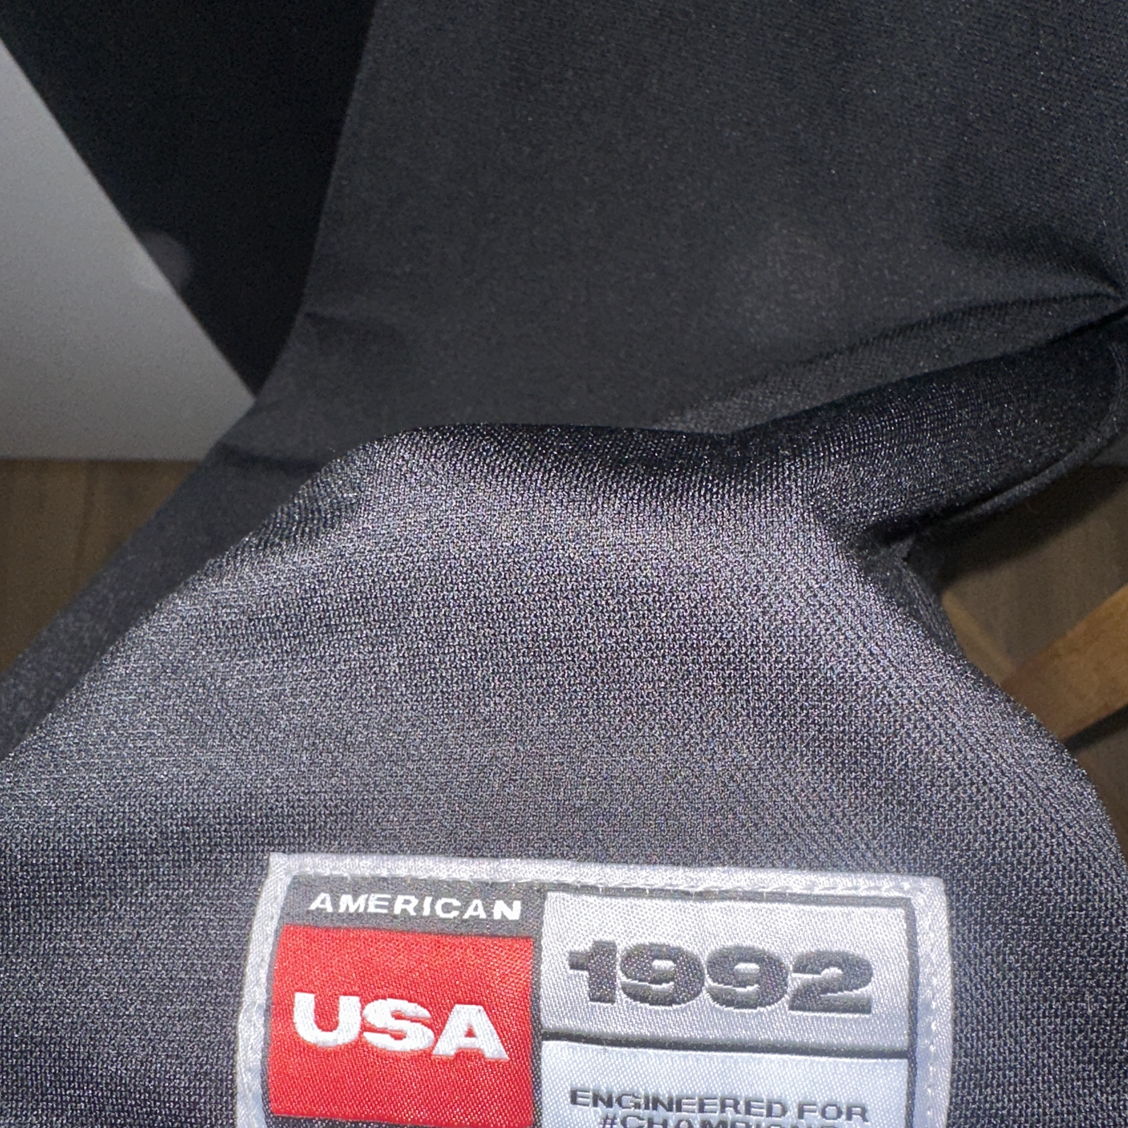 AMERICAN
USA
1992
ENGINEERED FOR